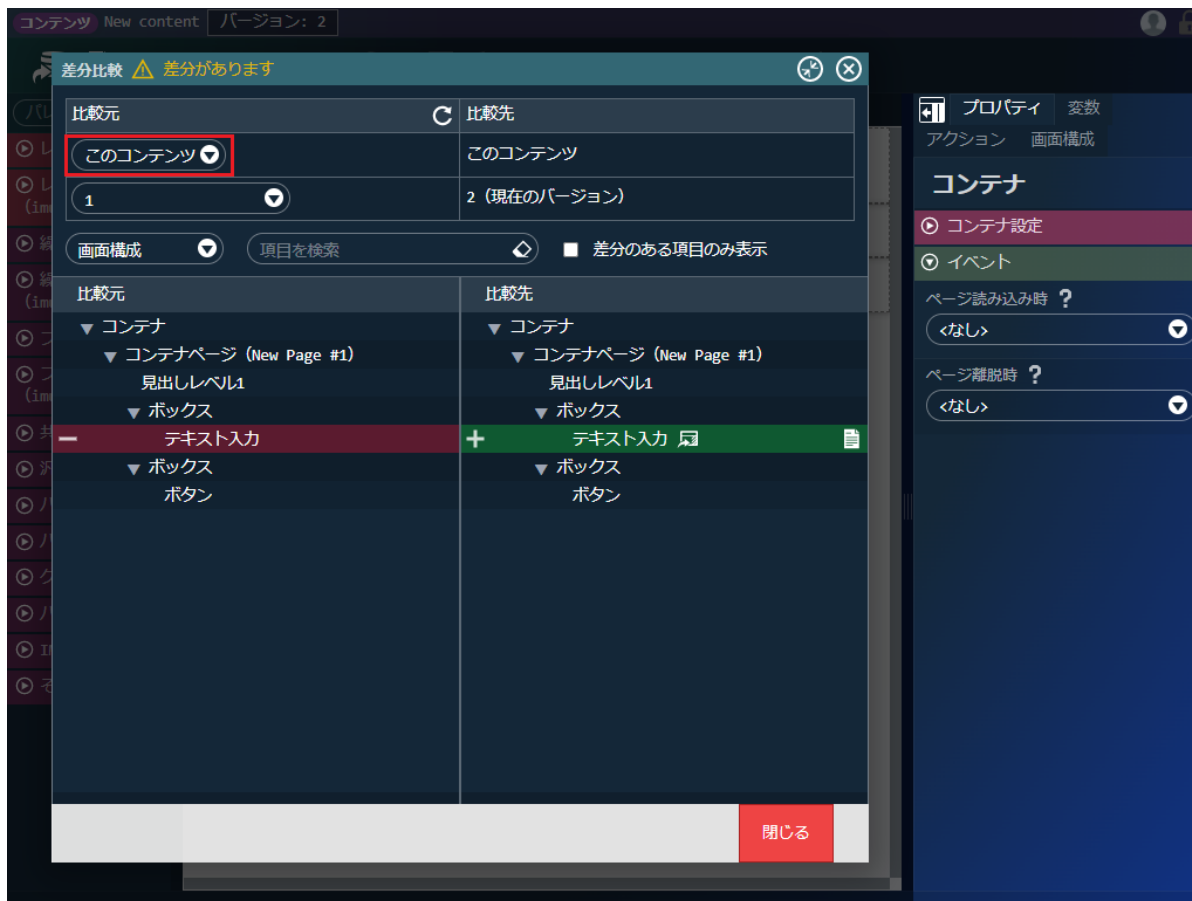 コンテンツ New content バージョン: 2
差分比較 差分があります
比較元 比較先
このコンテンツ このコンテンツ
1 2（現在のバージョン）
画面構成 項目を検索 差分のある項目のみ表示
比較元 比較先
▼ コンテナ ▼ コンテナ
▼ コンテナページ（New Page #1） ▼ コンテナページ（New Page #1）
見出しレベル1 見出しレベル1
▼ ボックス ▼ ボックス
テキスト入力 テキスト入力
▼ ボックス ▼ ボックス
ボタン ボタン
閉じる
プロパティ 変数
アクション 画面構成
コンテナ
コンテナ設定
イベント
ページ読み込み時 ?
<なし>
ページ離脱時 ?
<なし>